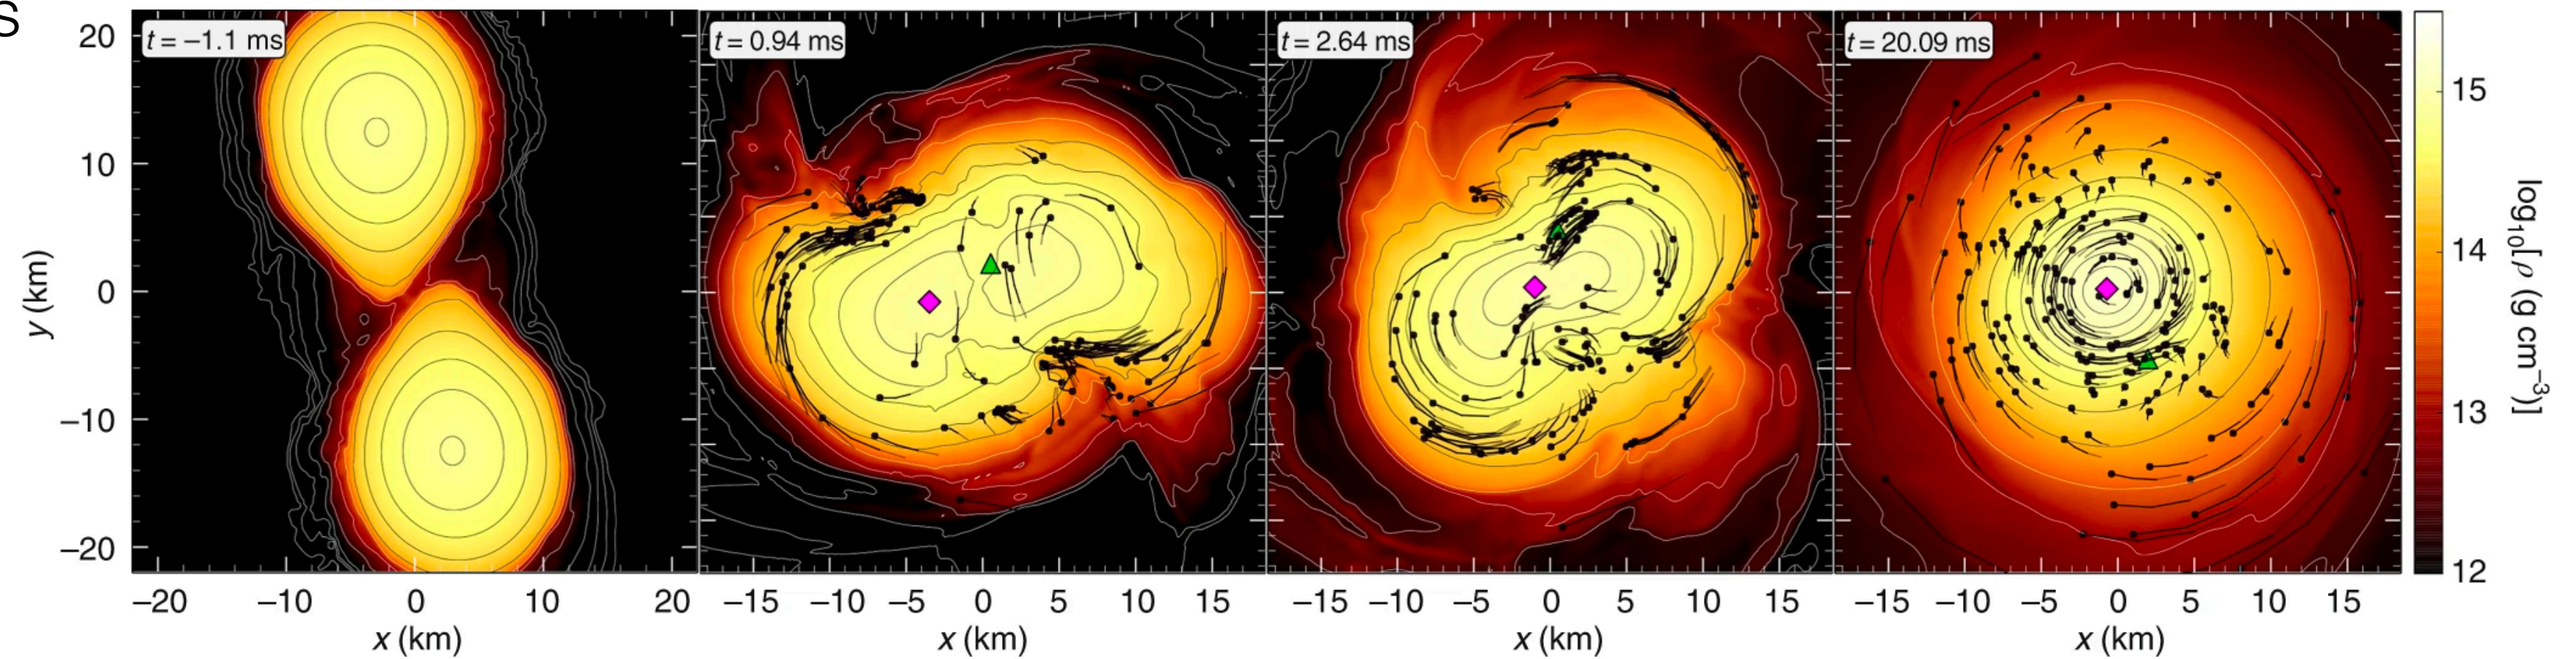 S
t = –1.1 ms
t = 0.94 ms
t = 2.64 ms
t = 20.09 ms
20
10
0
–10
–20
y (km)
–20 –10 0 10 20
x (km)
–15 –10 –5 0 5 10 15
x (km)
–15 –10 –5 0 5 10 15
x (km)
–15 –10 –5 0 5 10 15
x (km)
15
14
13
12
log₁₀[ρ (g cm⁻³)]